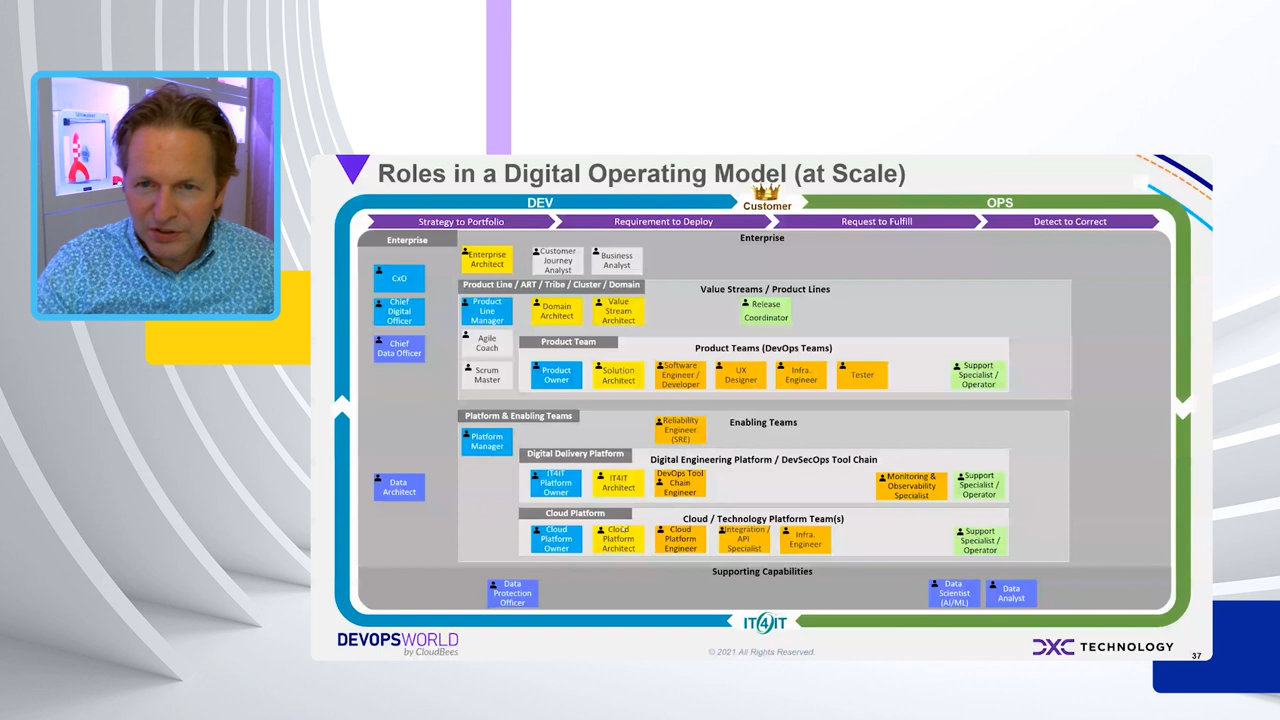 Roles in a Digital Operating Model (at Scale)
DEV
Customer
OPS
Strategy to Portfolio
Requirement to Deploy
Request to Fulfill
Detect to Correct
Enterprise
Enterprise
CxO
Chief
Digital
Officer
Chief
Data Officer
Data
Architect
Enterprise
Architect
Customer
Journey
Analyst
Business
Analyst
Product Line / ART / Tribe / Cluster / Domain
Value Streams / Product Lines
Product
Line
Manager
Domain
Architect
Value
Stream
Architect
Release
Coordinator
Agile
Coach
Scrum
Master
Product Team
Product Teams (DevOps Teams)
Product
Owner
Solution
Architect
Software
Engineer /
Developer
UX
Designer
Infra.
Engineer
Tester
Support
Specialist /
Operator
Platform & Enabling Teams
Enabling Teams
Platform
Manager
Reliability
Engineer
(SRE)
Digital Delivery Platform
Digital Engineering Platform / DevSecOps Tool Chain
IT4IT
Platform
Owner
IT4IT
Architect
DevOps Tool
Chain
Engineer
Monitoring &
Observability
Specialist
Support
Specialist /
Operator
Cloud Platform
Cloud / Technology Platform Team(s)
Cloud
Platform
Owner
Cloud
Platform
Architect
Cloud
Platform
Engineer
Integration /
API
Specialist
Infra.
Engineer
Support
Specialist /
Operator
Supporting Capabilities
Data
Protection
Officer
Data
Scientist
(AI/ML)
Data
Analyst
IT4IT
DEVOPSWORLD
by CloudBees
© 2021 All Rights Reserved.
DXC TECHNOLOGY
37